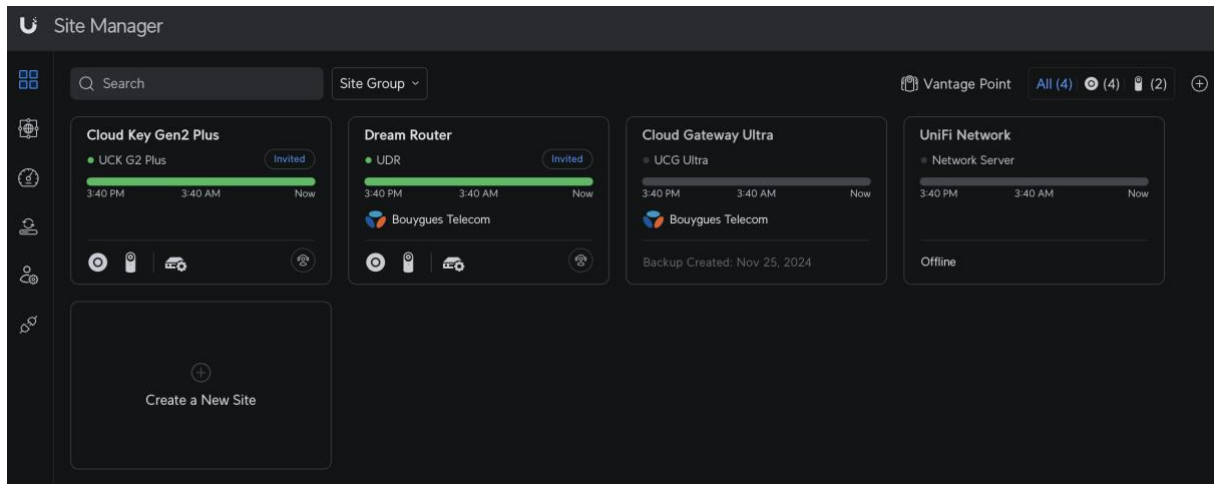 Site Manager
Search
Site Group
Vantage Point
All (4) (4) (2)
Cloud Key Gen2 Plus
UCK G2 Plus
Invited
3:40 PM 3:40 AM Now
Dream Router
UDR
Invited
3:40 PM 3:40 AM Now
Bouygues Telecom
Cloud Gateway Ultra
UCG Ultra
3:40 PM 3:40 AM Now
Bouygues Telecom
Backup Created: Nov 25, 2024
UniFi Network
Network Server
3:40 PM 3:40 AM Now
Offline
Create a New Site